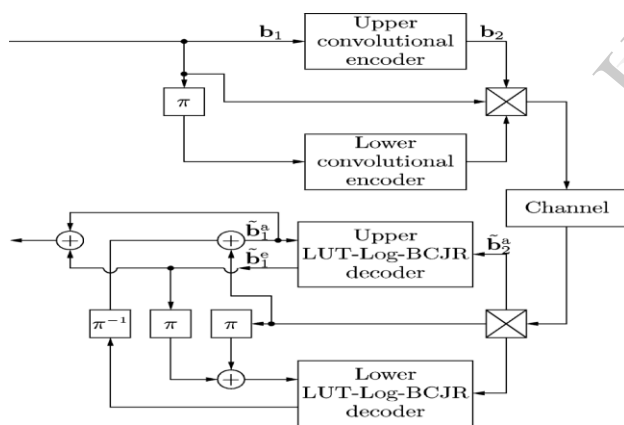 b₁
Upper
convolutional
encoder
b₂
π
Lower
convolutional
encoder
Channel
+
b̃₁ᵃ
+
b̃₁ᵉ
Upper
LUT-Log-BCJR
decoder
b̃₂ᵃ
π⁻¹
π
π
+
Lower
LUT-Log-BCJR
decoder